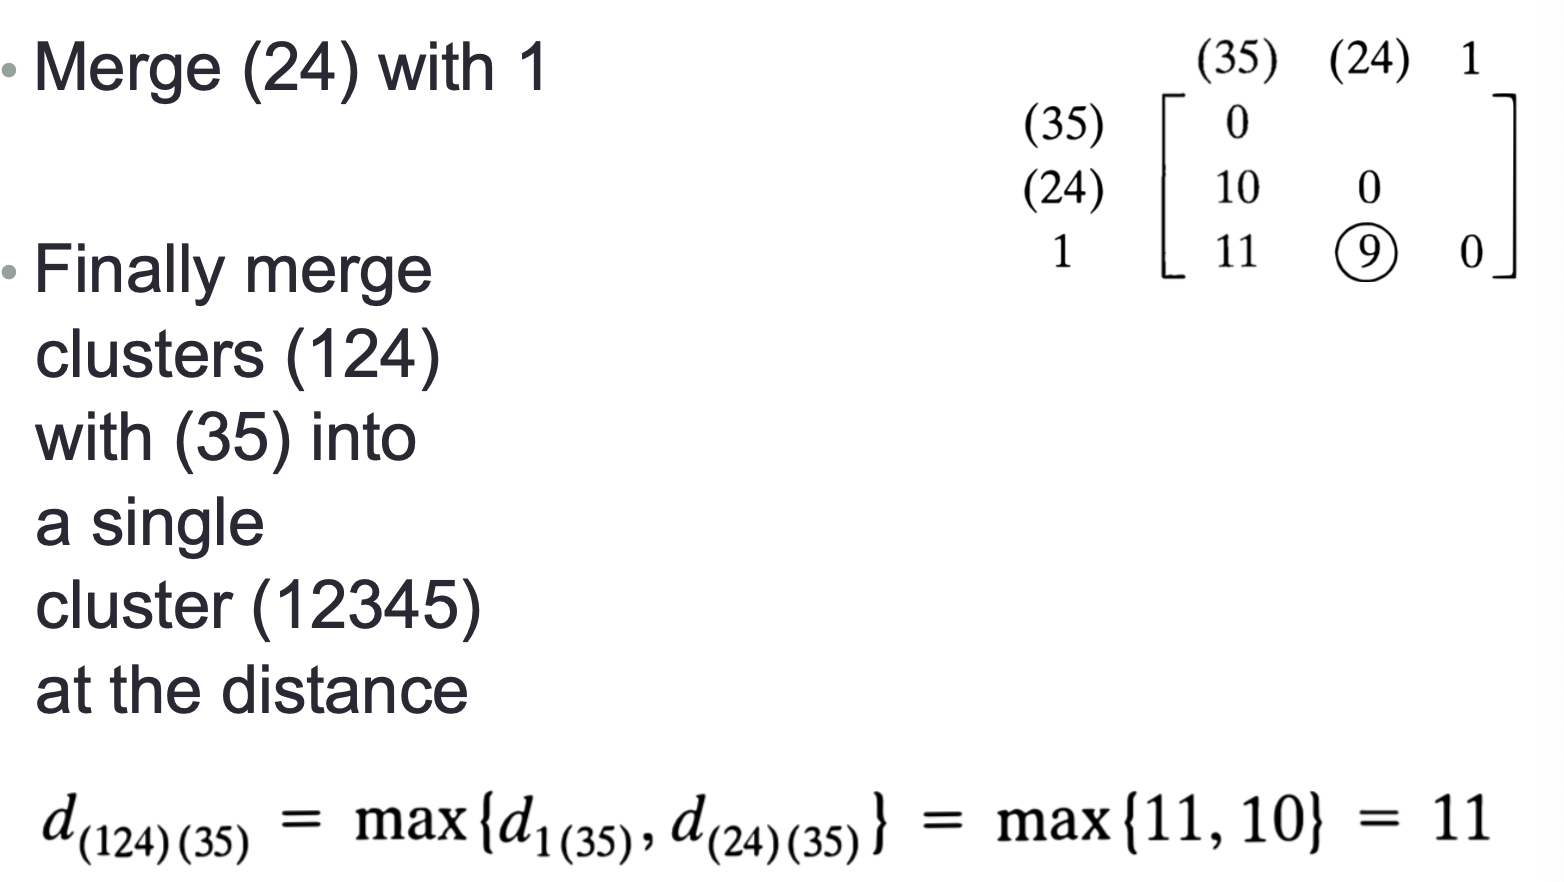 • Merge (24) with 1
(35) (24) 1
(35) 0
(24) 10 0
1 11 9 0
• Finally merge
clusters (124)
with (35) into
a single
cluster (12345)
at the distance
d(124)(35) = max{d1(35), d(24)(35)} = max{11, 10} = 11